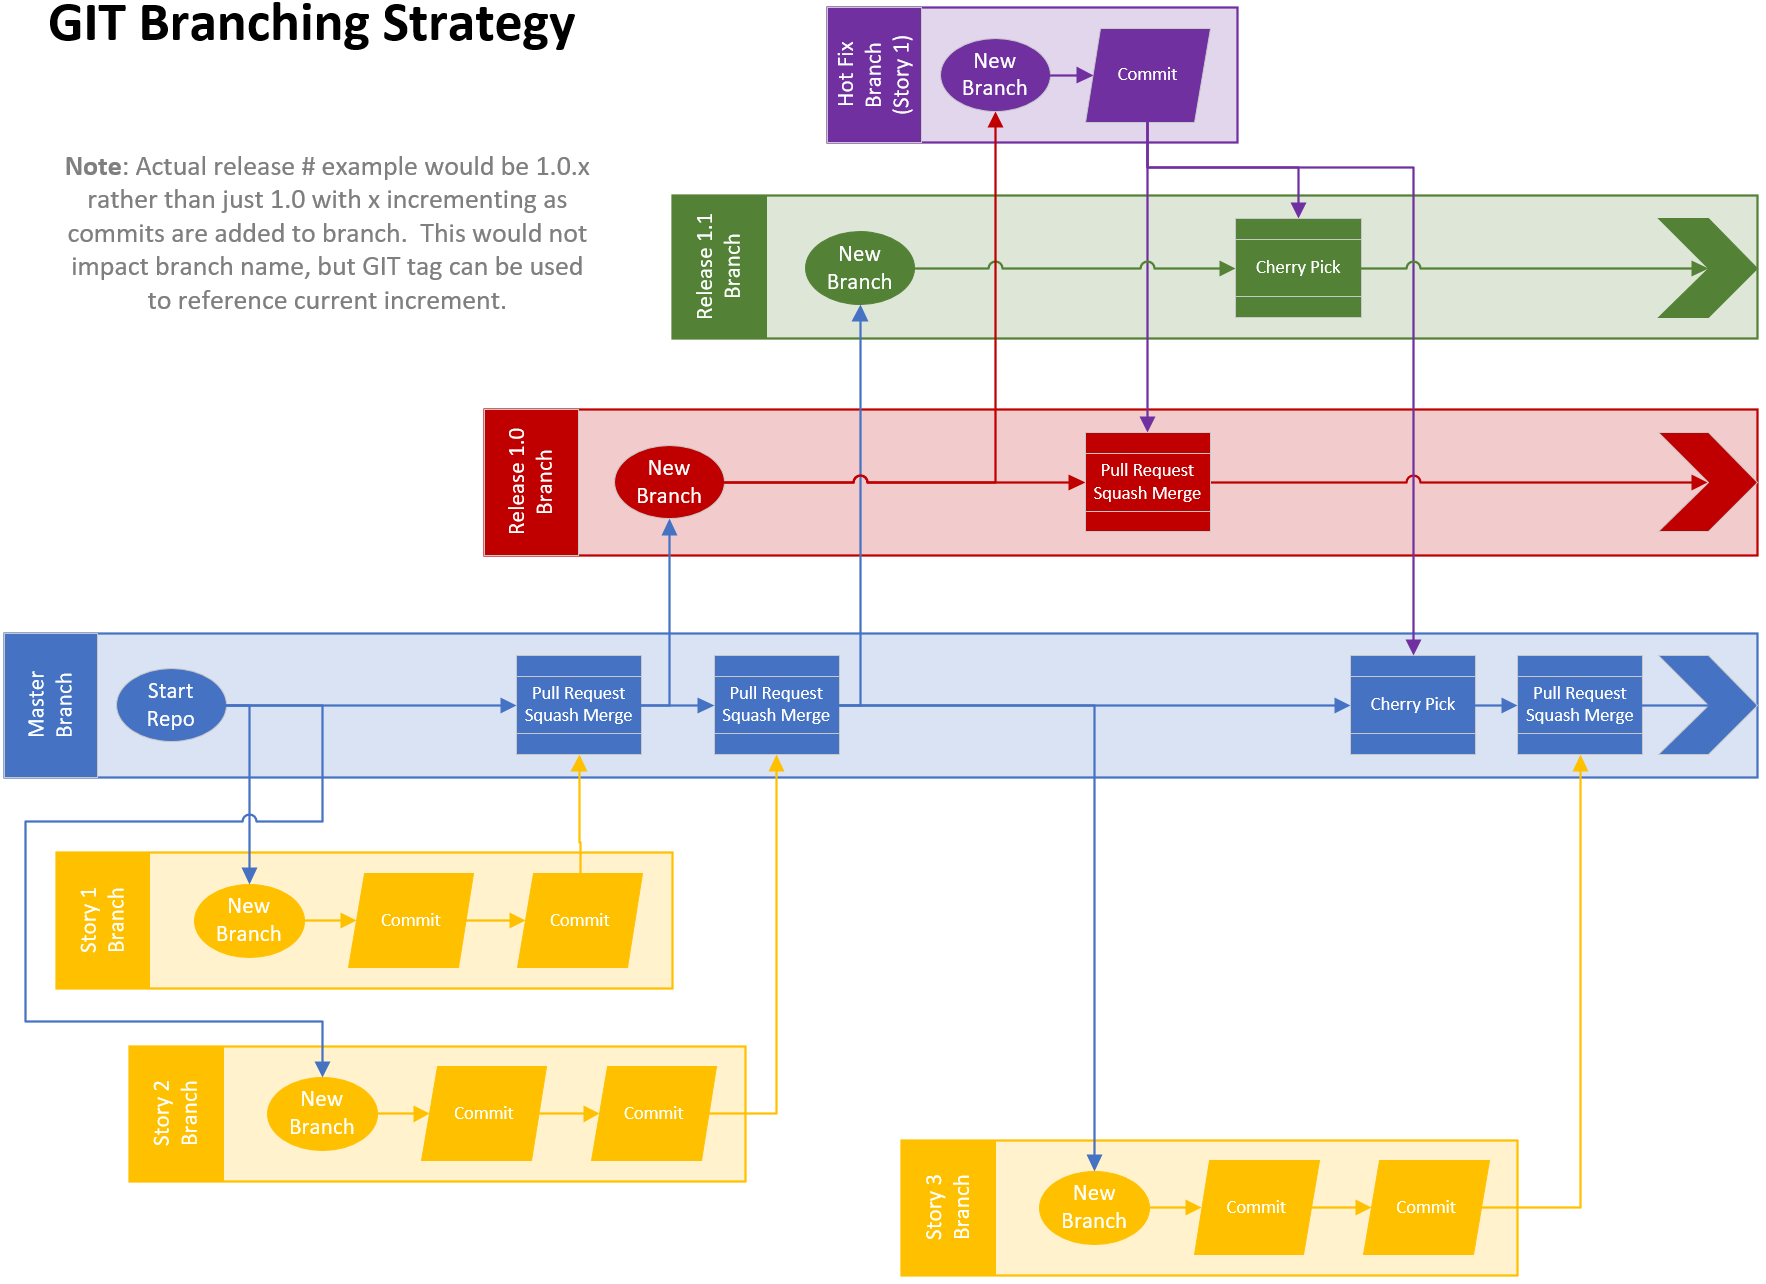 GIT Branching Strategy
Note: Actual release # example would be 1.0.x
rather than just 1.0 with x incrementing as
commits are added to branch.  This would not
impact branch name, but GIT tag can be used
to reference current increment.
Hot Fix
Branch
(Story 1)
New
Branch
Commit
Release 1.1
Branch
New
Branch
Cherry Pick
Release 1.0
Branch
New
Branch
Pull Request
Squash Merge
Master
Branch
Start
Repo
Pull Request
Squash Merge
Pull Request
Squash Merge
Cherry Pick
Pull Request
Squash Merge
Story 1
Branch
New
Branch
Commit
Commit
Story 2
Branch
New
Branch
Commit
Commit
Story 3
Branch
New
Branch
Commit
Commit